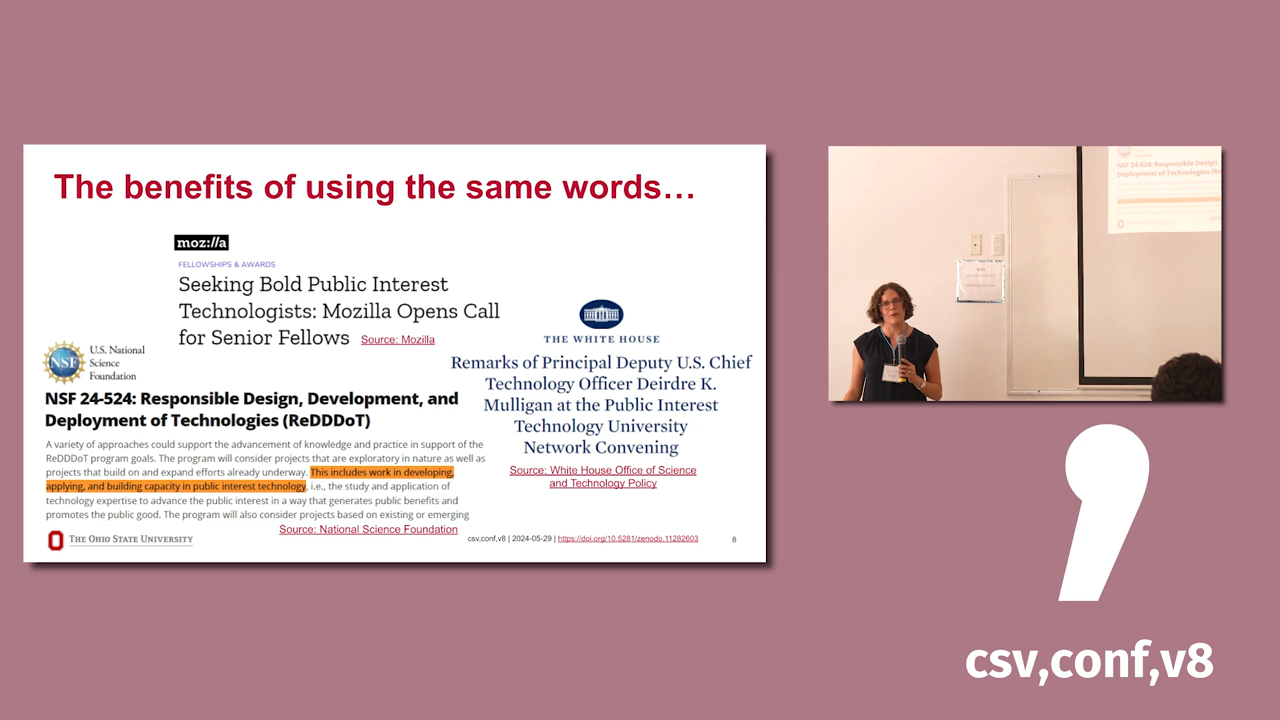 The benefits of using the same words…
moz://a
FELLOWSHIPS & AWARDS
Seeking Bold Public Interest
Technologists: Mozilla Opens Call
for Senior Fellows Source: Mozilla
NSF
U.S. National
Science
Foundation
NSF 24-524: Responsible Design, Development, and
Deployment of Technologies (ReDDDoT)
A variety of approaches could support the advancement of knowledge and practice in support of the
ReDDDoT program goals. The program will consider projects that are exploratory in nature as well as
projects that build on and expand efforts already underway. This includes work in developing,
applying, and building capacity in public interest technology, i.e., the study and application of
technology expertise to advance the public interest in a way that generates public benefits and
promotes the public good. The program will also consider projects based on existing or emerging
Source: National Science Foundation
THE WHITE HOUSE
Remarks of Principal Deputy U.S. Chief
Technology Officer Deirdre K.
Mulligan at the Public Interest
Technology University
Network Convening
Source: White House Office of Science
and Technology Policy
THE OHIO STATE UNIVERSITY
csv,conf,v8 | 2024-05-29 | https://doi.org/10.5281/zenodo.11282603
8
NSF 24-524: Responsible Design,
Deployment of Technologies (Re
csv,conf,v8